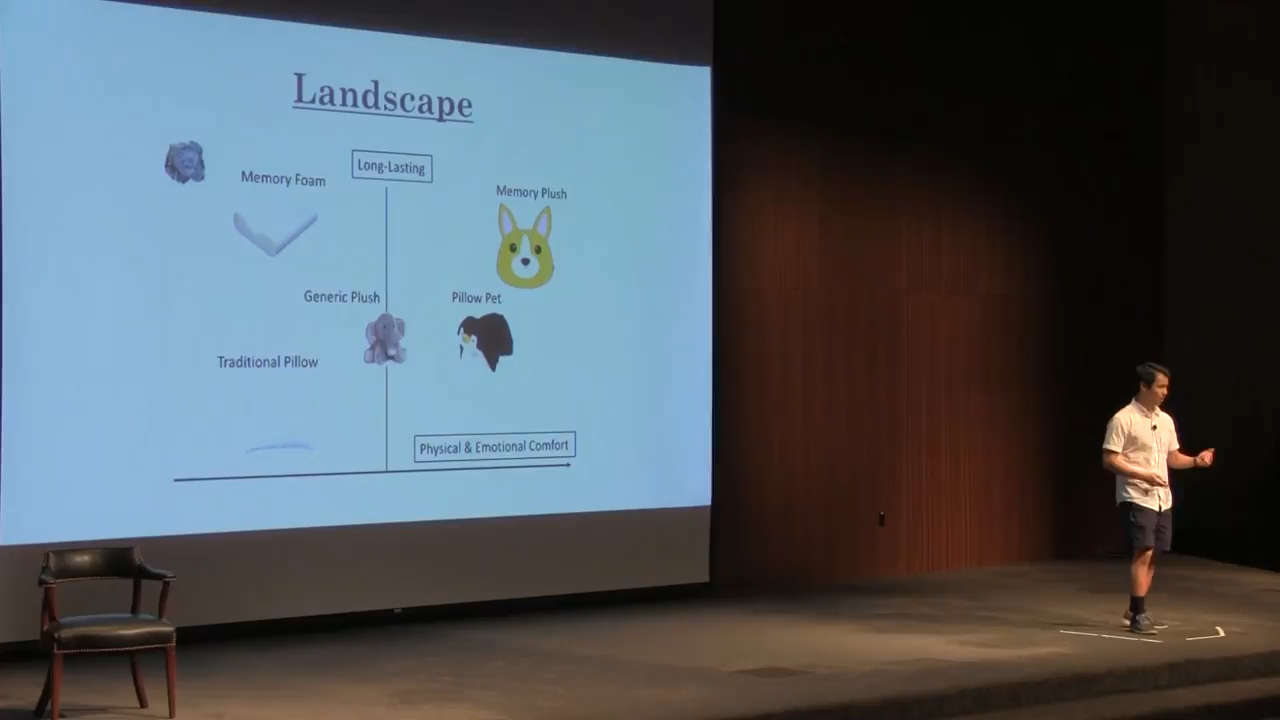 Landscape
Long-Lasting
Memory Foam
Memory Plush
Generic Plush
Pillow Pet
Traditional Pillow
Physical & Emotional Comfort